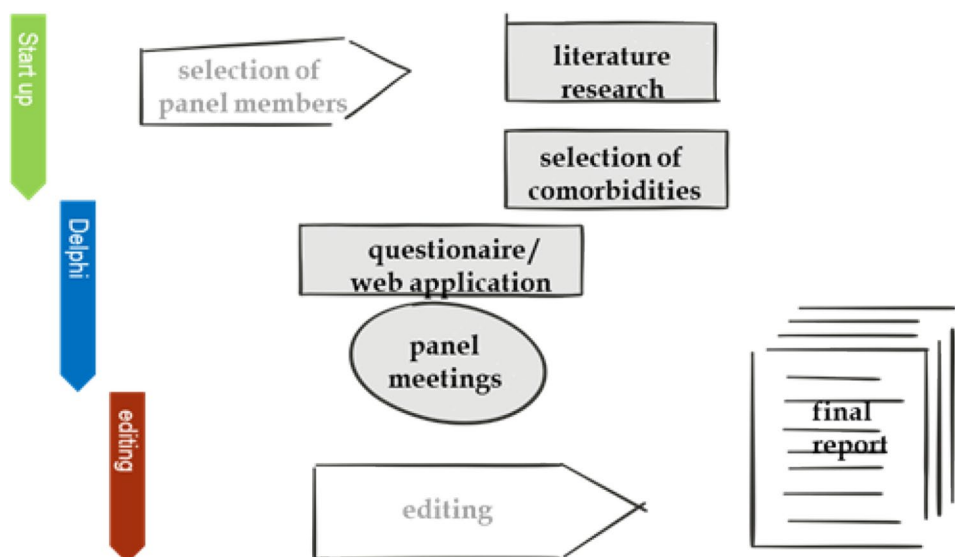 Start up
selection of
panel members
literature
research
selection of
comorbidities
Delphi
questionaire/
web application
panel
meetings
final
report
editing
editing